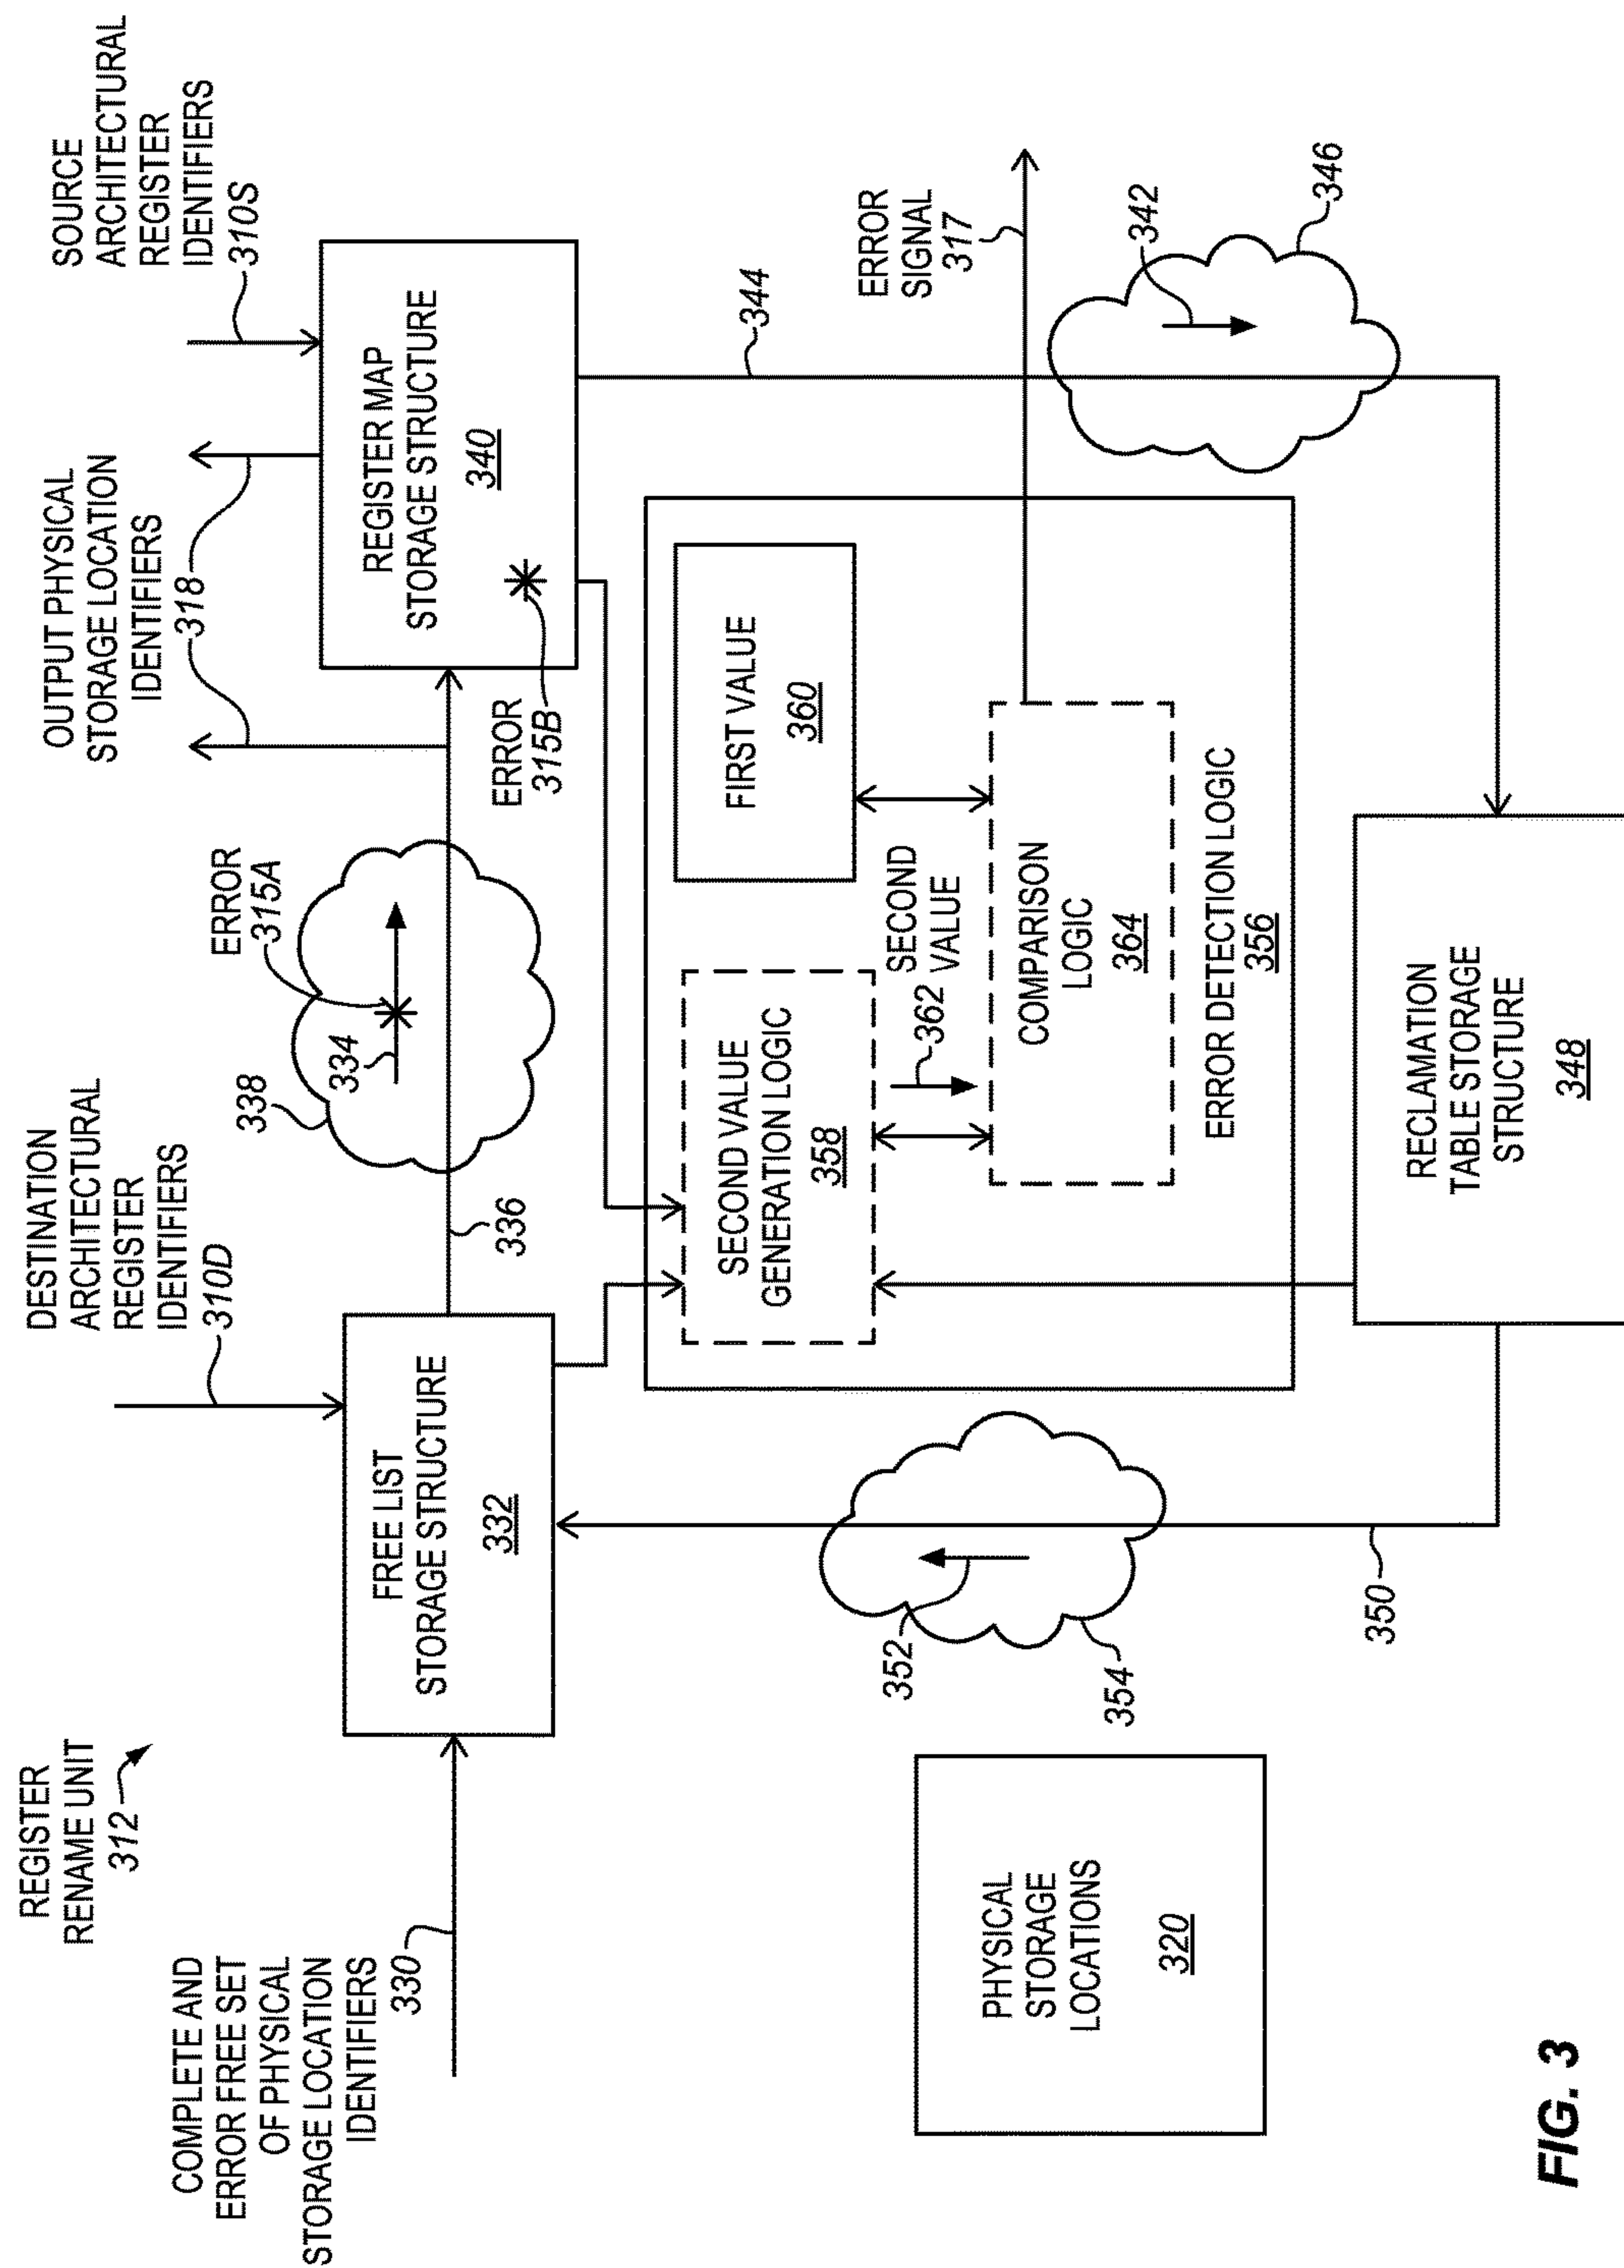 REGISTER
RENAME UNIT
312
COMPLETE AND
ERROR FREE SET
OF PHYSICAL
STORAGE LOCATION
IDENTIFIERS
330
DESTINATION
ARCHITECTURAL
REGISTER
IDENTIFIERS
310D
FREE LIST
STORAGE STRUCTURE
332
338
334
ERROR
315A
336
OUTPUT PHYSICAL
STORAGE LOCATION
IDENTIFIERS
318
SOURCE
ARCHITECTURAL
REGISTER
IDENTIFIERS
310S
REGISTER MAP
STORAGE STRUCTURE
340
ERROR
315B
344
SECOND VALUE
GENERATION LOGIC
358
FIRST VALUE
360
SECOND
VALUE
362
COMPARISON
LOGIC
364
ERROR DETECTION LOGIC
356
ERROR
SIGNAL
317
342
346
352
354
350
RECLAMATION
TABLE STORAGE
STRUCTURE
348
PHYSICAL
STORAGE
LOCATIONS
320
FIG. 3